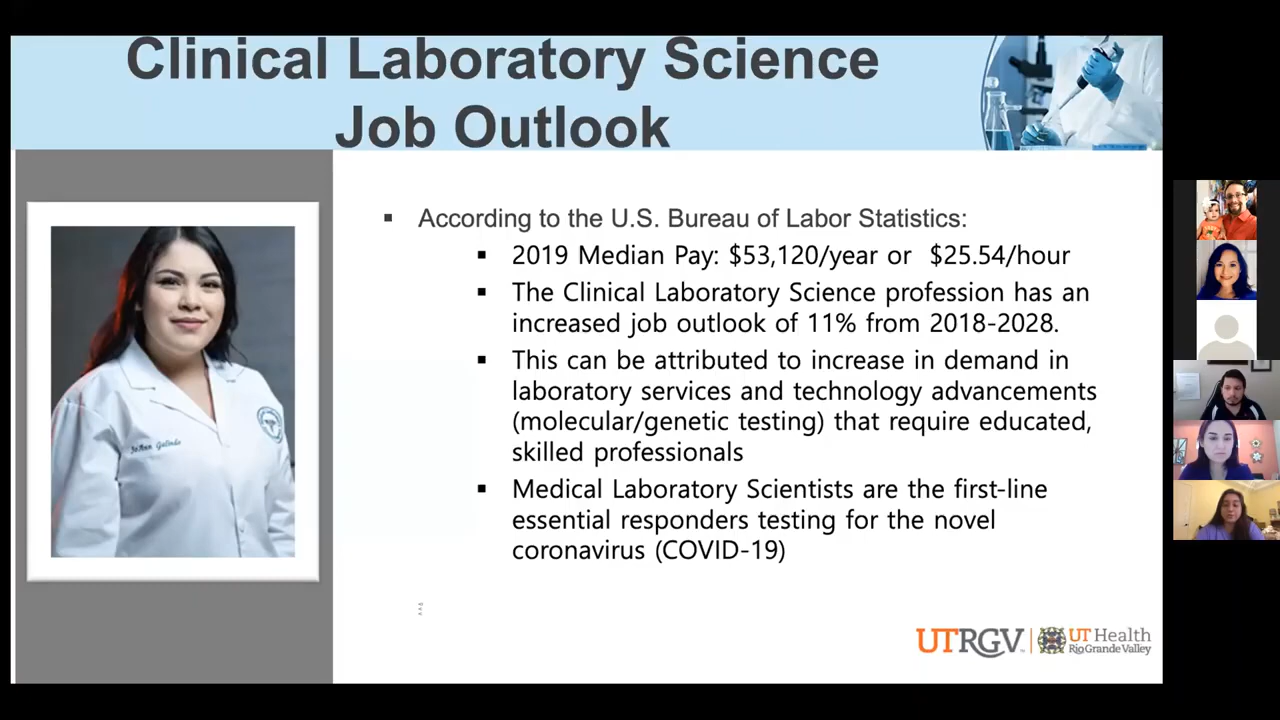 Clinical Laboratory Science
Job Outlook
▪ According to the U.S. Bureau of Labor Statistics:
▪ 2019 Median Pay: $53,120/year or $25.54/hour
▪ The Clinical Laboratory Science profession has an
increased job outlook of 11% from 2018-2028.
▪ This can be attributed to increase in demand in
laboratory services and technology advancements
(molecular/genetic testing) that require educated,
skilled professionals
▪ Medical Laboratory Scientists are the first-line
essential responders testing for the novel
coronavirus (COVID-19)
JoAnn Galindo
UTRGV
UT Health
Rio Grande Valley